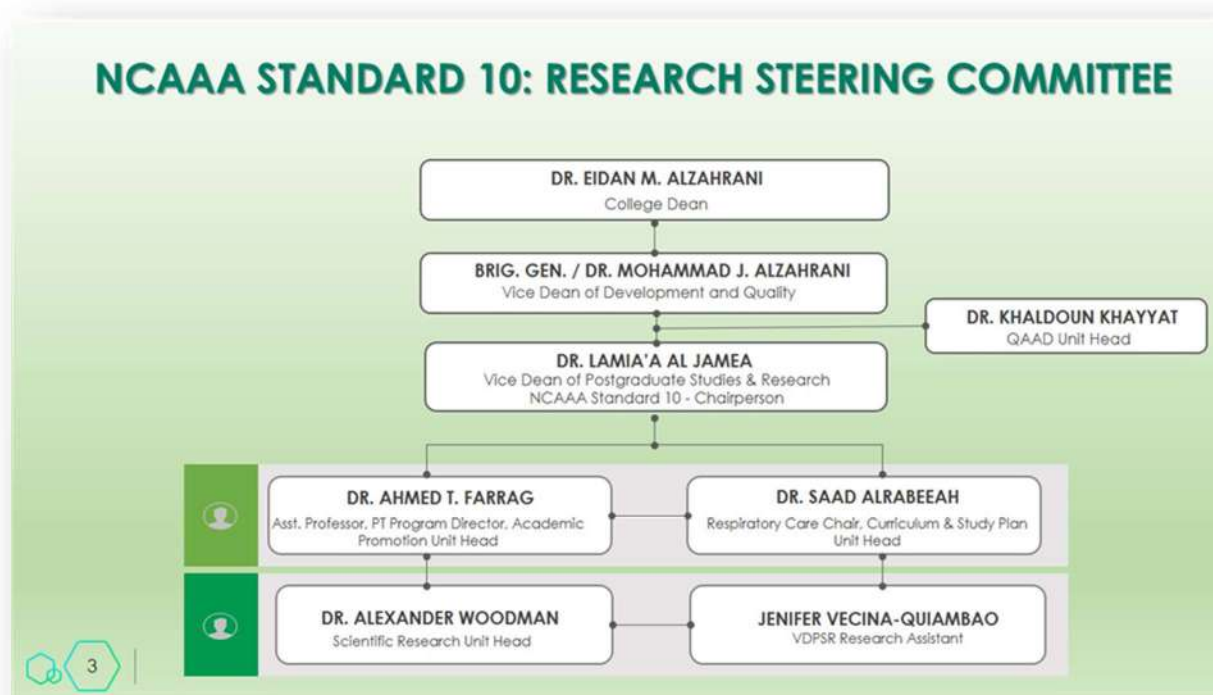 NCAAA STANDARD 10: RESEARCH STEERING COMMITTEE
DR. EIDAN M. ALZAHRANI
College Dean
BRIG. GEN. / DR. MOHAMMAD J. ALZAHRANI
Vice Dean of Development and Quality
DR. KHALDOUN KHAYYAT
QAAD Unit Head
DR. LAMIA'A AL JAMEA
Vice Dean of Postgraduate Studies & Research
NCAAA Standard 10 - Chairperson
DR. AHMED T. FARRAG
Asst. Professor, PT Program Director, Academic
Promotion Unit Head
DR. SAAD ALRABEEAH
Respiratory Care Chair, Curriculum & Study Plan
Unit Head
DR. ALEXANDER WOODMAN
Scientific Research Unit Head
JENIFER VECINA-QUIAMBAO
VDPSR Research Assistant
3